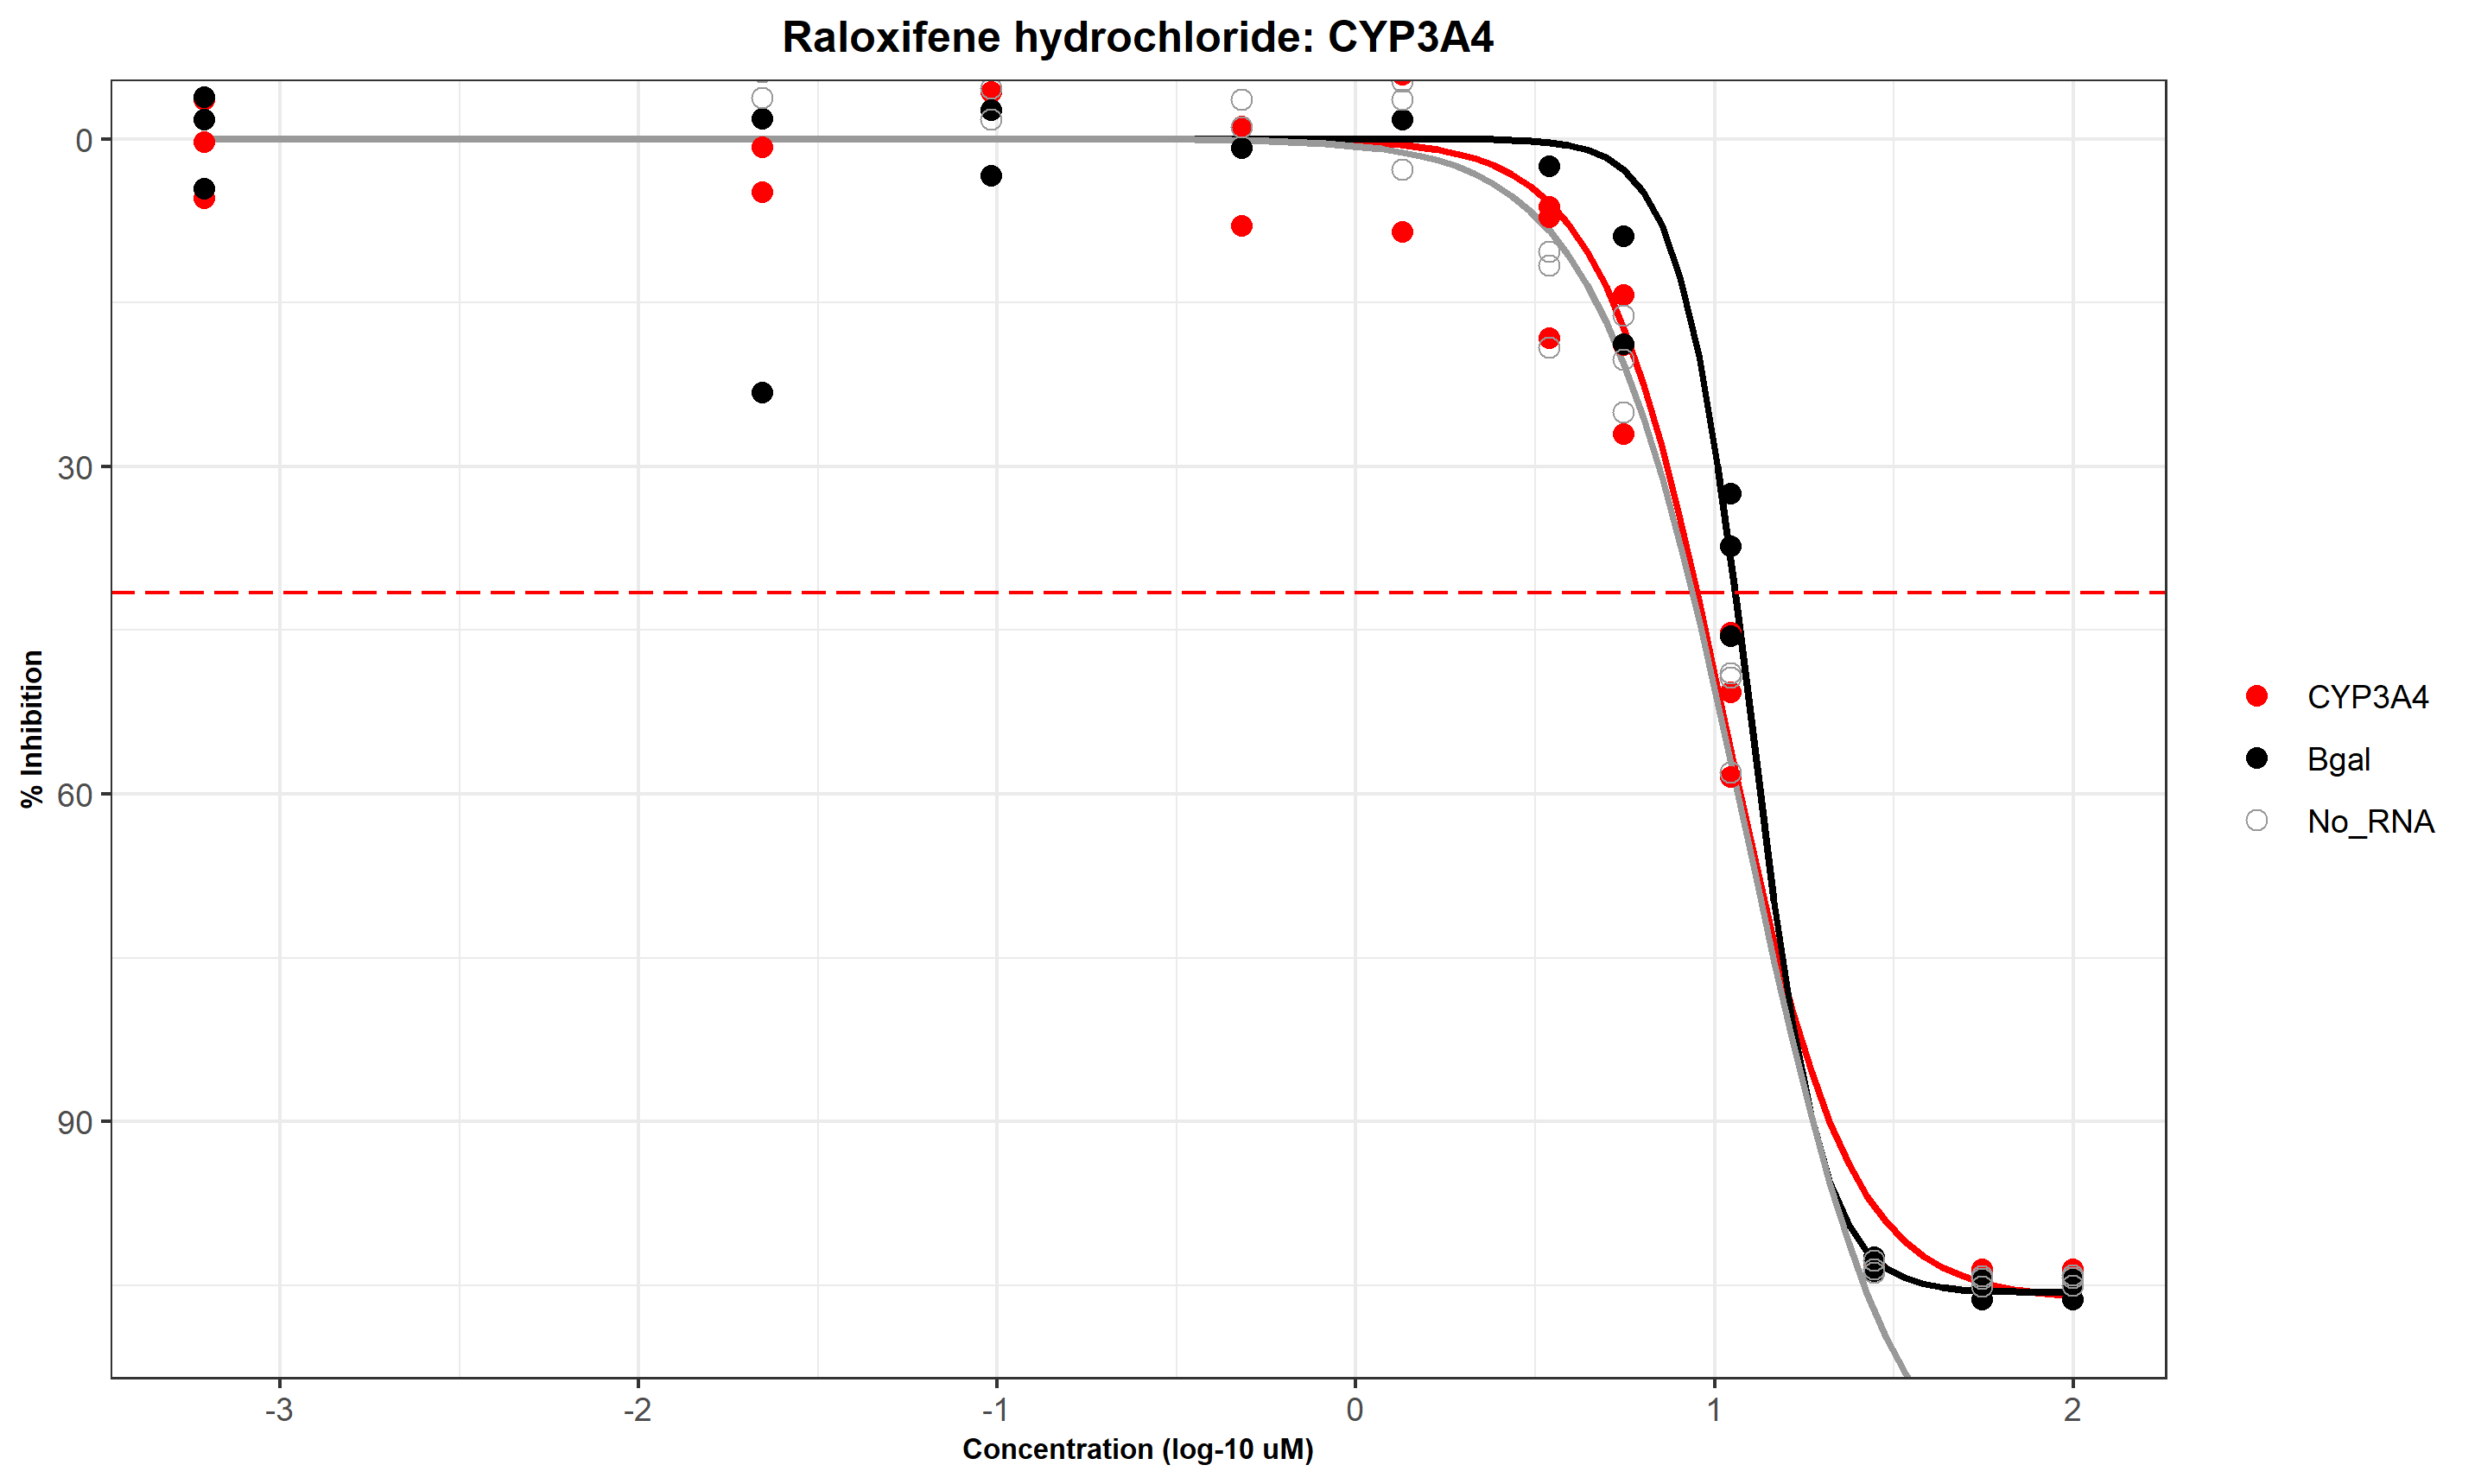 Raloxifene hydrochloride: CYP3A4
0
30
60
90
% Inhibition
-3
-2
-1
0
1
2
Concentration (log-10 uM)
CYP3A4
Bgal
No_RNA